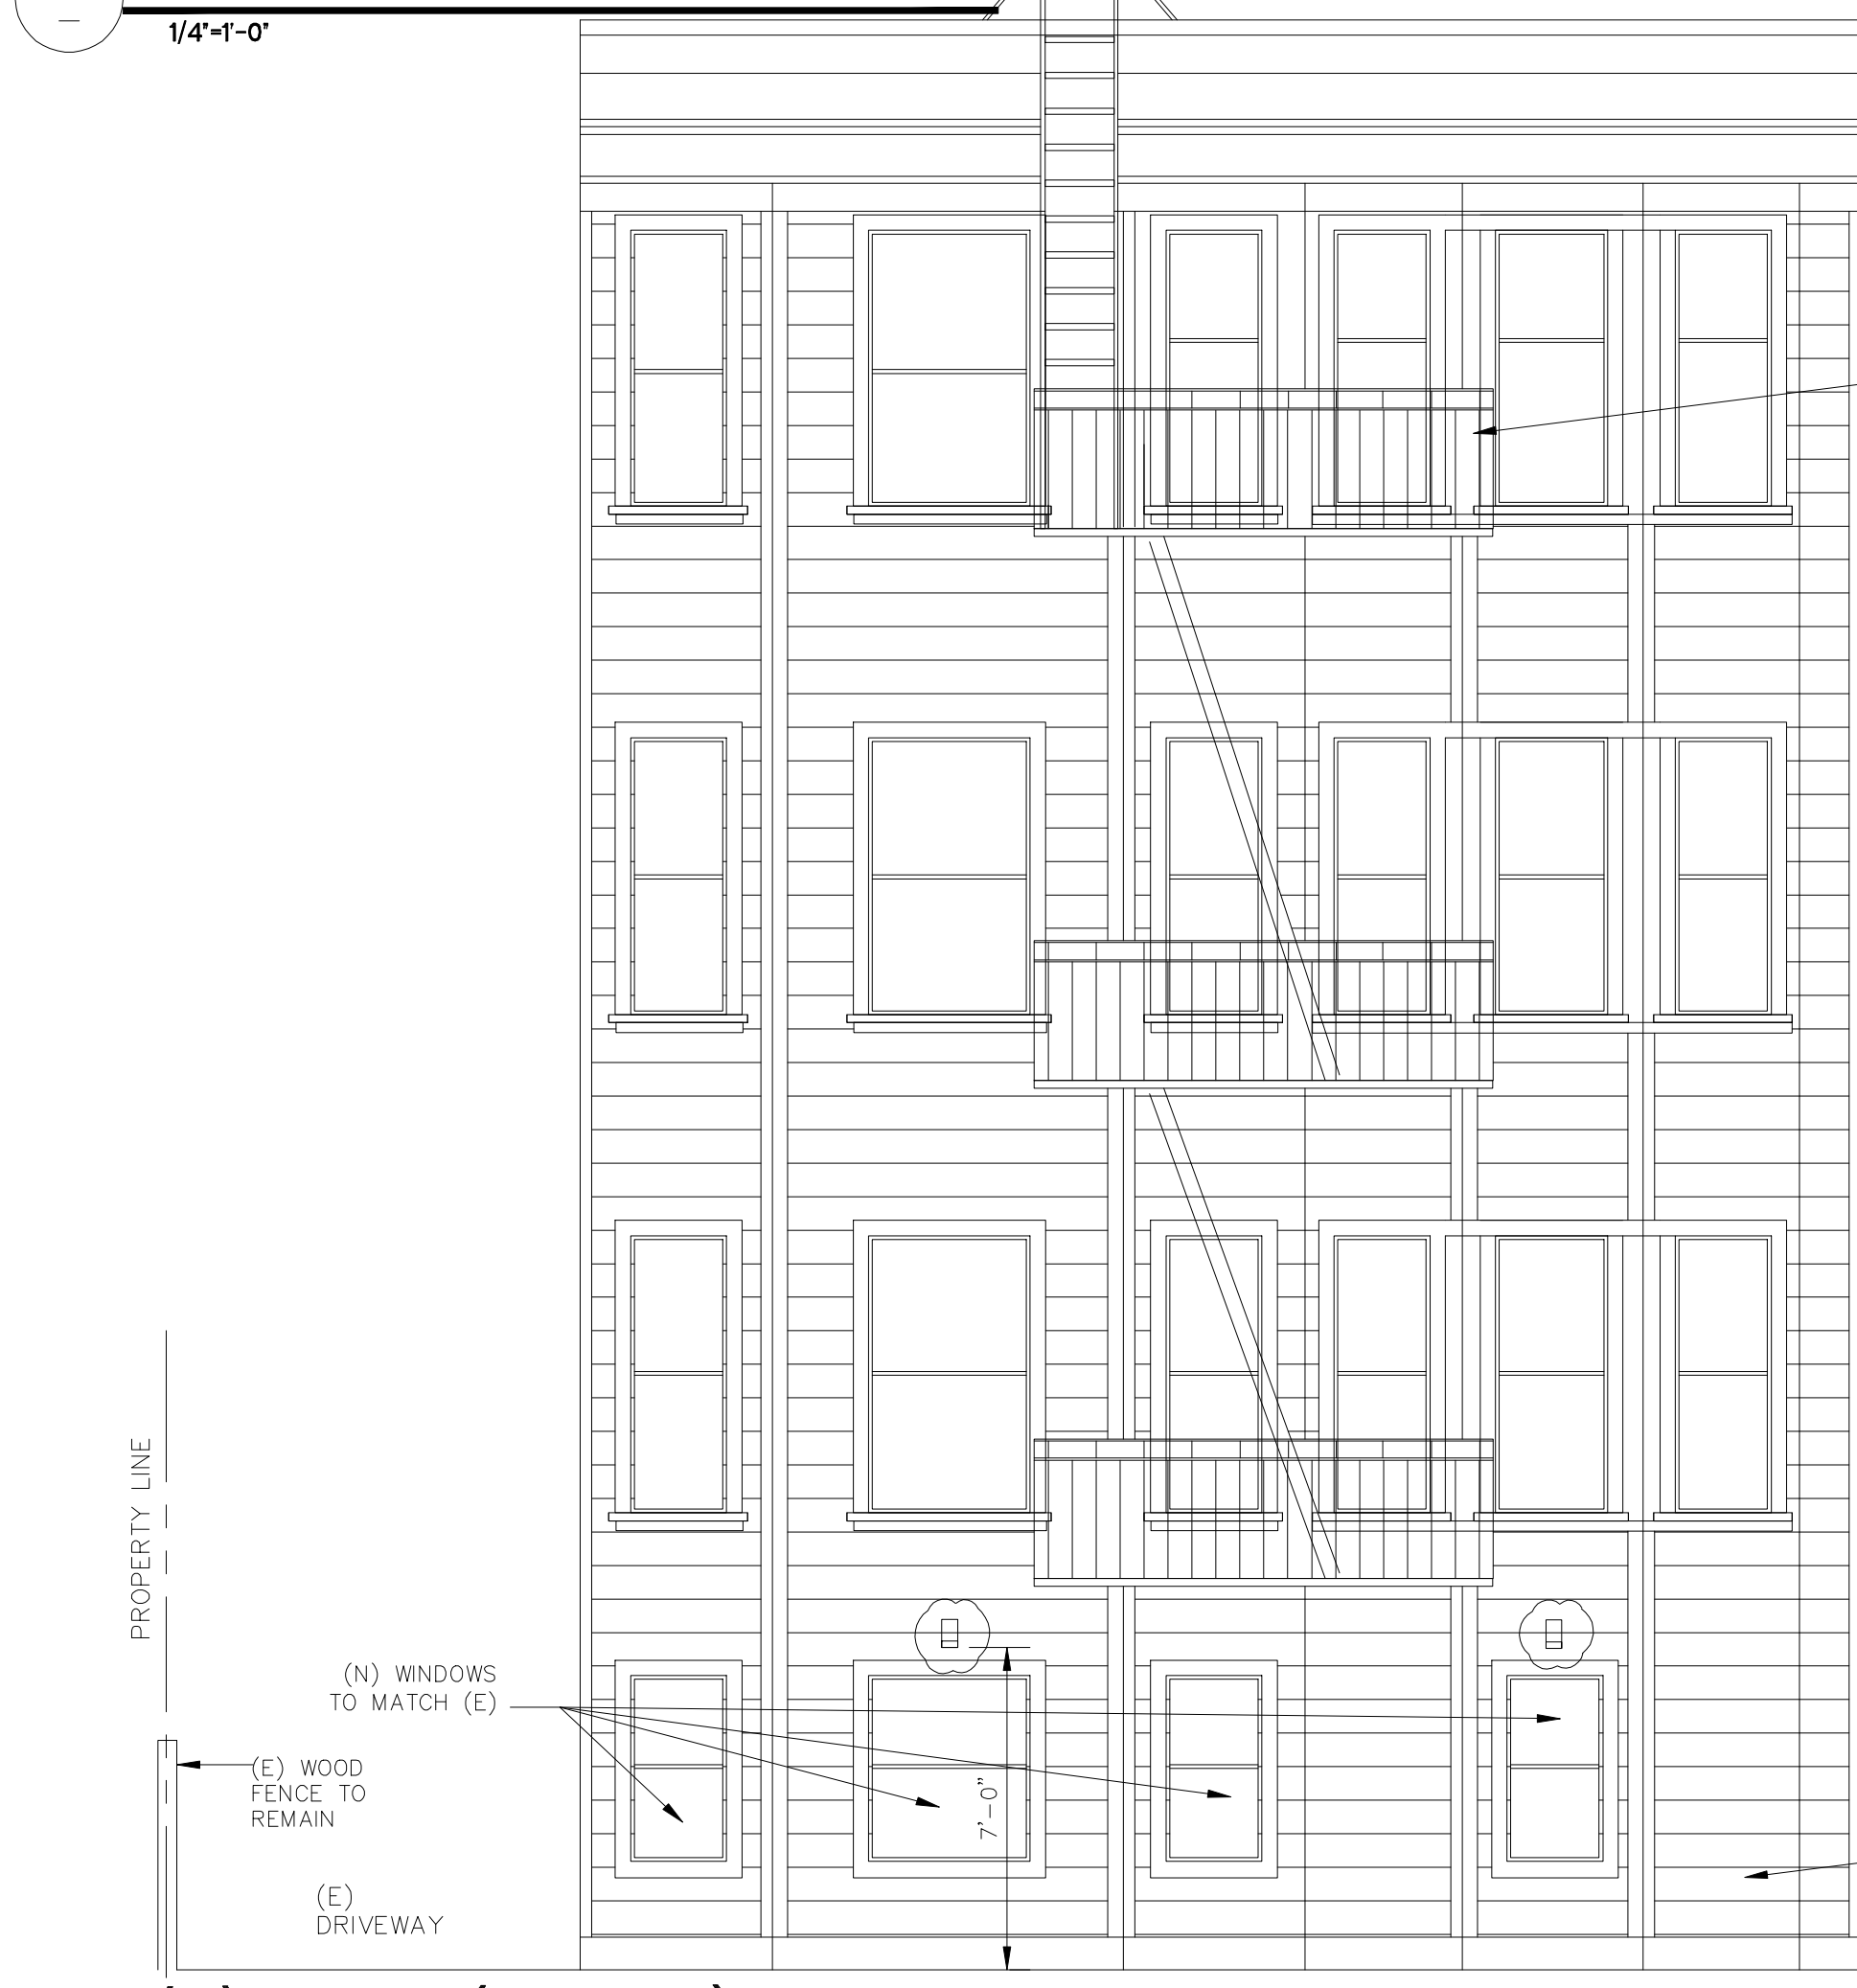 1/4"=1'-0"
PROPERTY LINE
(N) WINDOWS
TO MATCH (E)
(E) WOOD
FENCE TO
REMAIN
7'-0"
(E)
DRIVEWAY